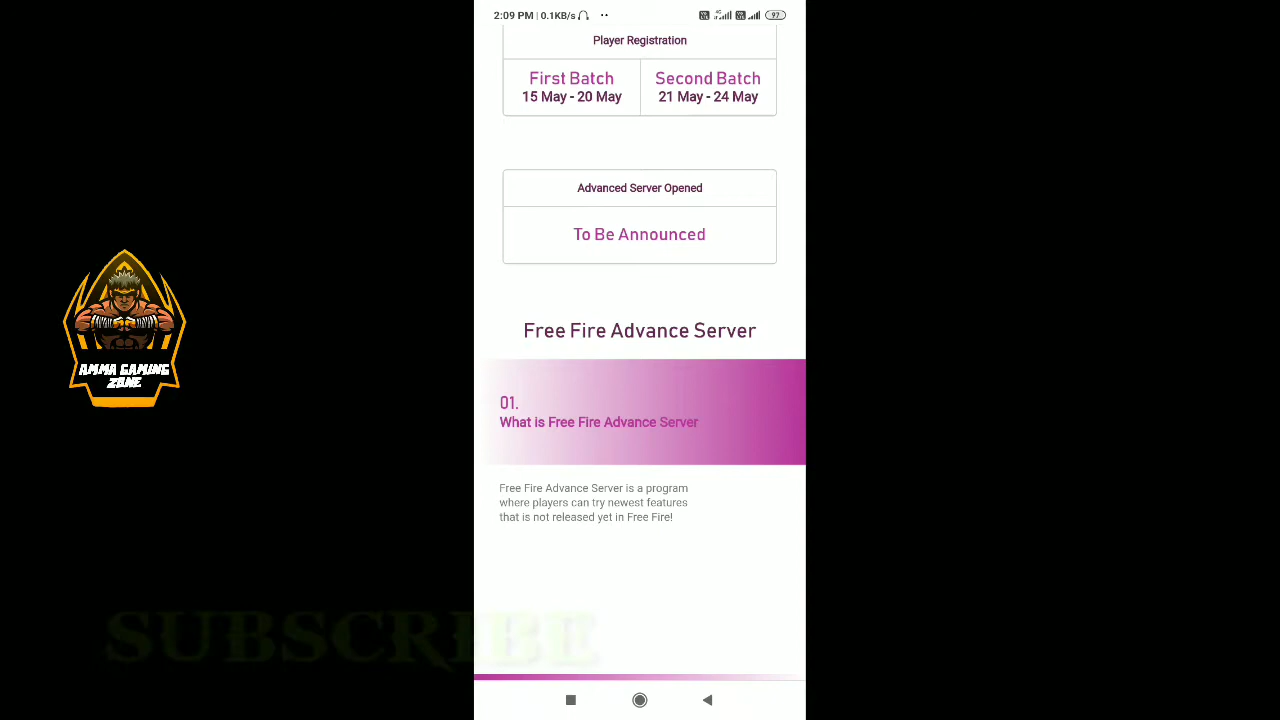 2:09 PM | 0.1KB/s
97
Player Registration
First Batch
15 May - 20 May
Second Batch
21 May - 24 May
Advanced Server Opened
To Be Announced
Free Fire Advance Server
01.
What is Free Fire Advance Server
Free Fire Advance Server is a program
where players can try newest features
that is not released yet in Free Fire!
AMMA GAMING
ZONE
SUBSCRIBE